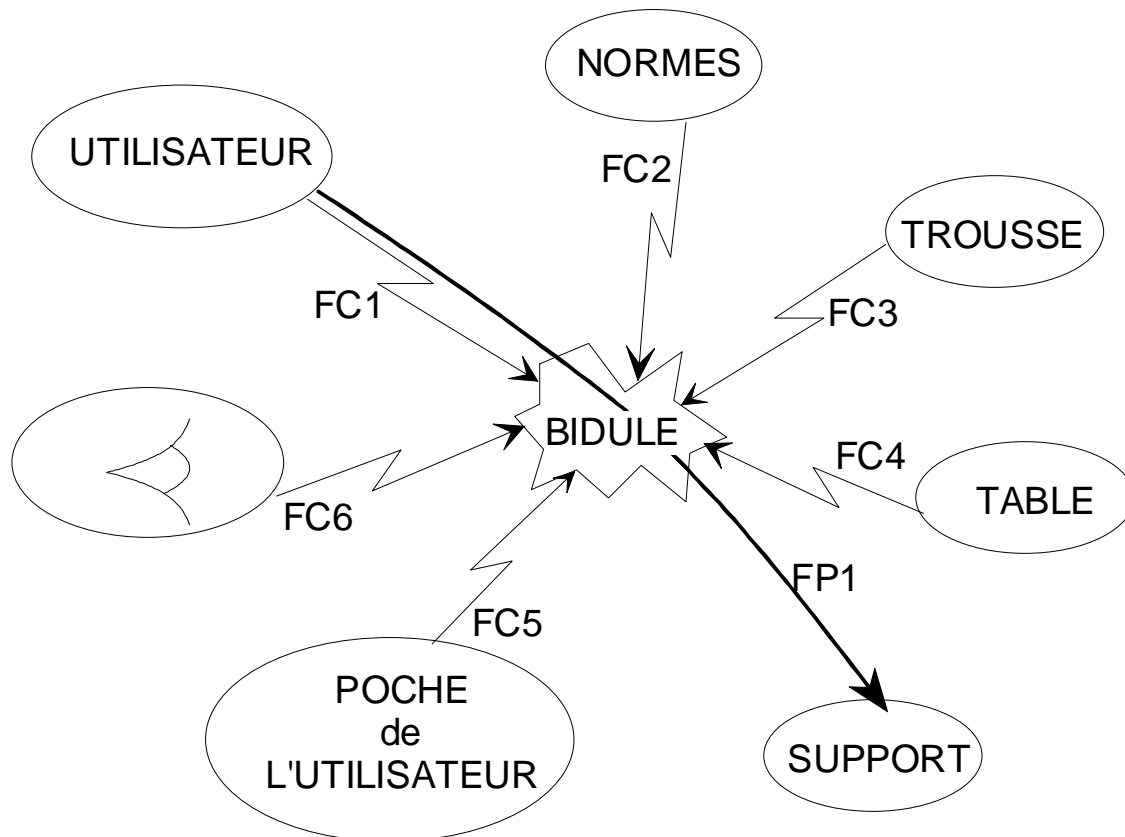 NORMES
UTILISATEUR
FC2
TROUSSE
FC1
FC3
BIDULE
FC4
TABLE
FC6
FP1
FC5
POCHE
de
L'UTILISATEUR
SUPPORT